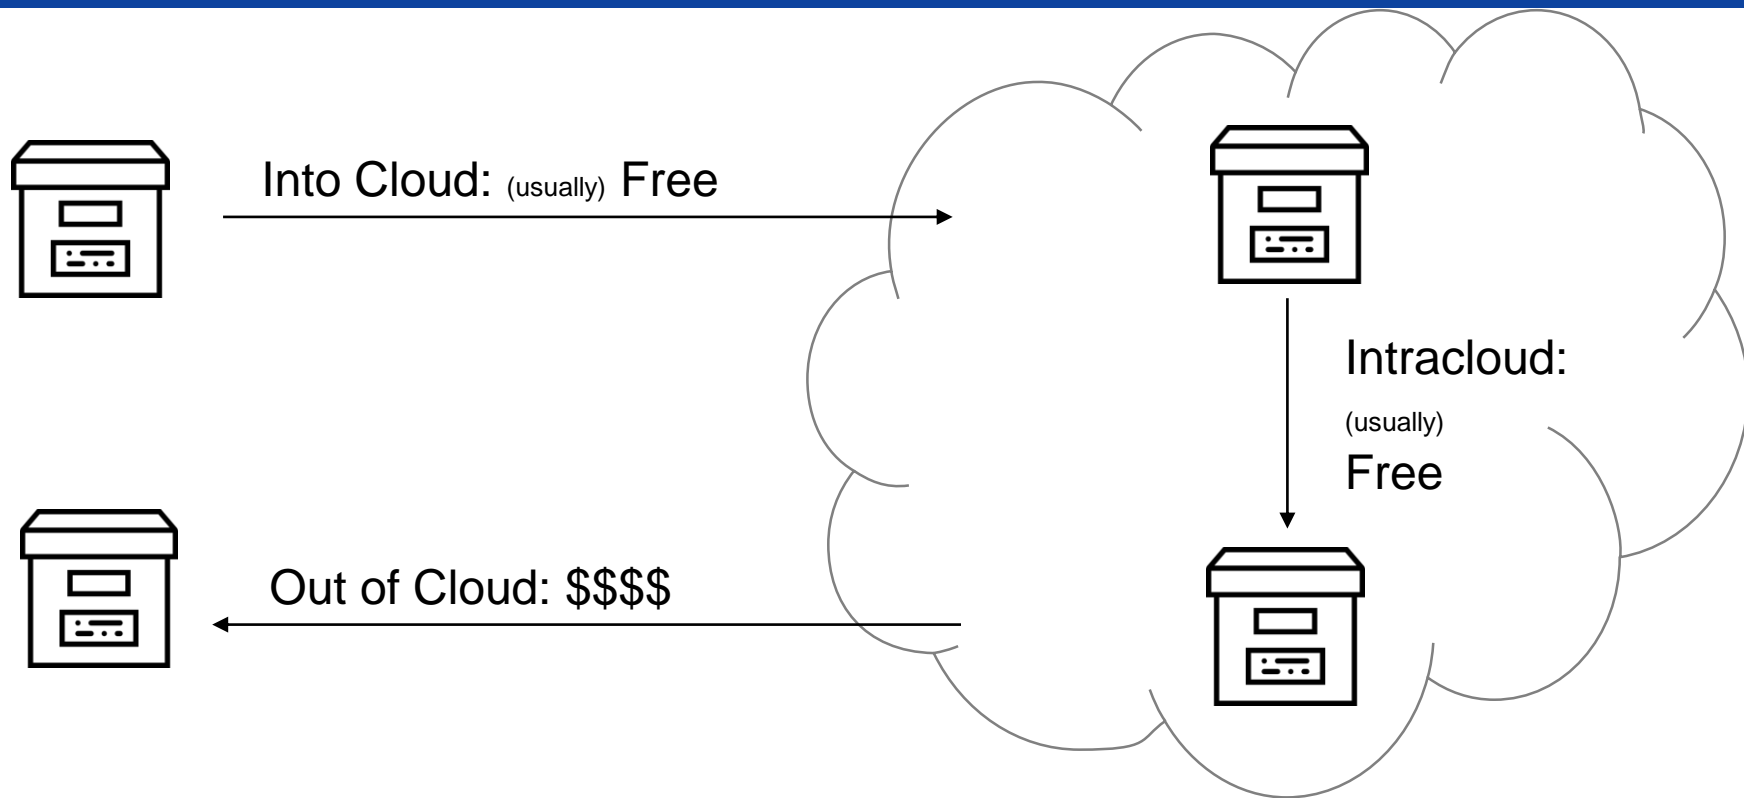 Into Cloud: (usually) Free
Intracloud:
(usually)
Free
Out of Cloud: $$$$